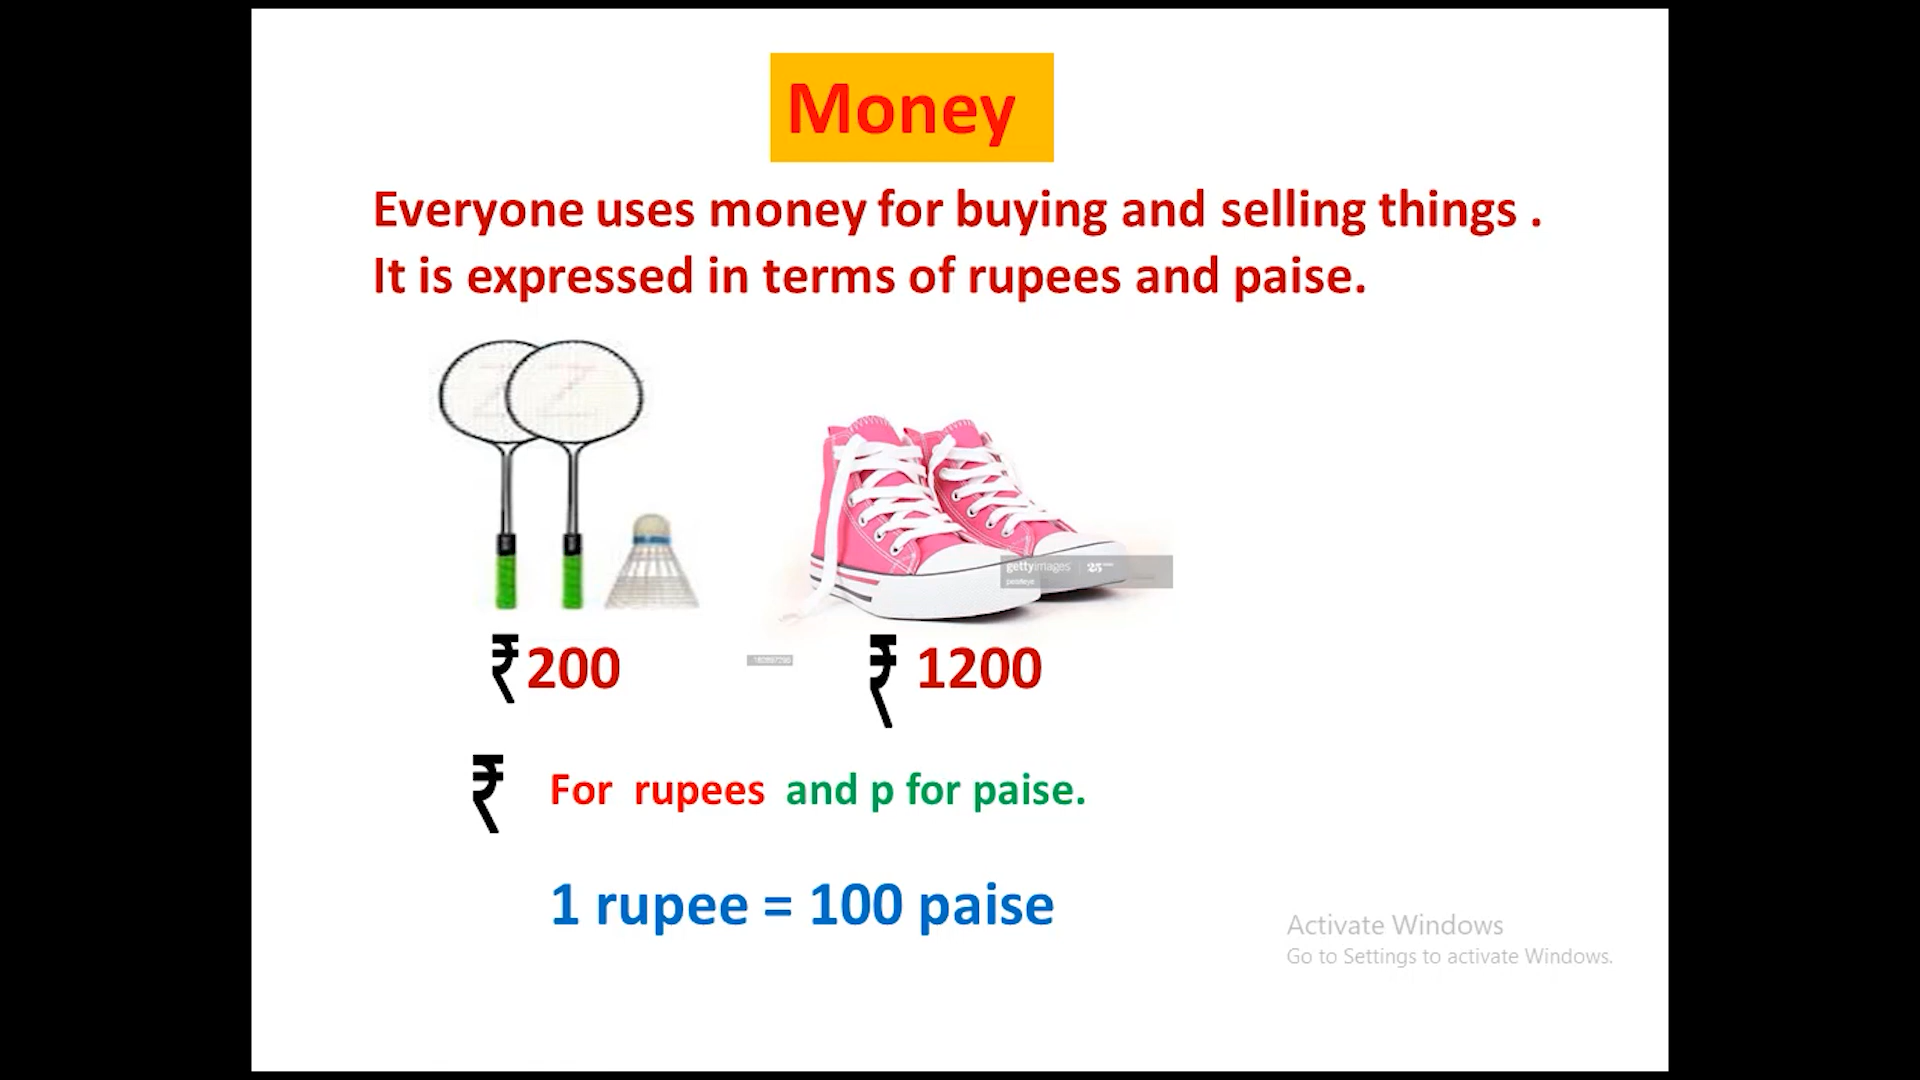 Money
Everyone uses money for buying and selling things .
It is expressed in terms of rupees and paise.
gettyimages
₹ 200
₹ 1200
₹ For rupees and p for paise.
1 rupee = 100 paise
Activate Windows
Go to Settings to activate Windows.